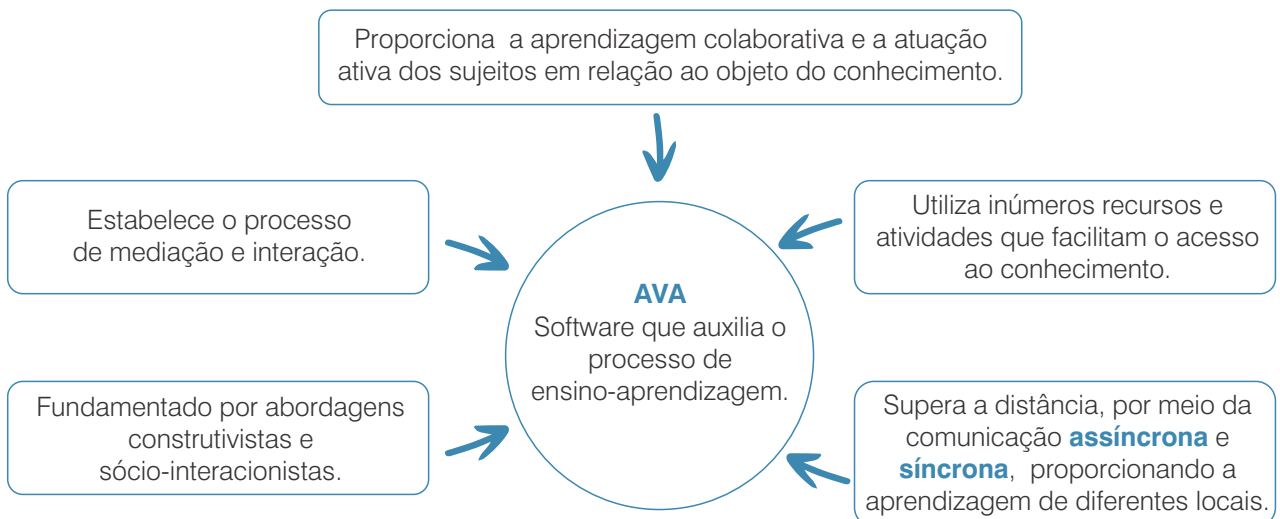 Proporciona a aprendizagem colaborativa e a atuação
ativa dos sujeitos em relação ao objeto do conhecimento.
Estabelece o processo
de mediação e interação.
Utiliza inúmeros recursos e
atividades que facilitam o acesso
ao conhecimento.
AVA
Software que auxilia o
processo de
ensino-aprendizagem.
Fundamentado por abordagens
construtivistas e
sócio-interacionistas.
Supera a distância, por meio da
comunicação assíncrona e
síncrona, proporcionando a
aprendizagem de diferentes locais.